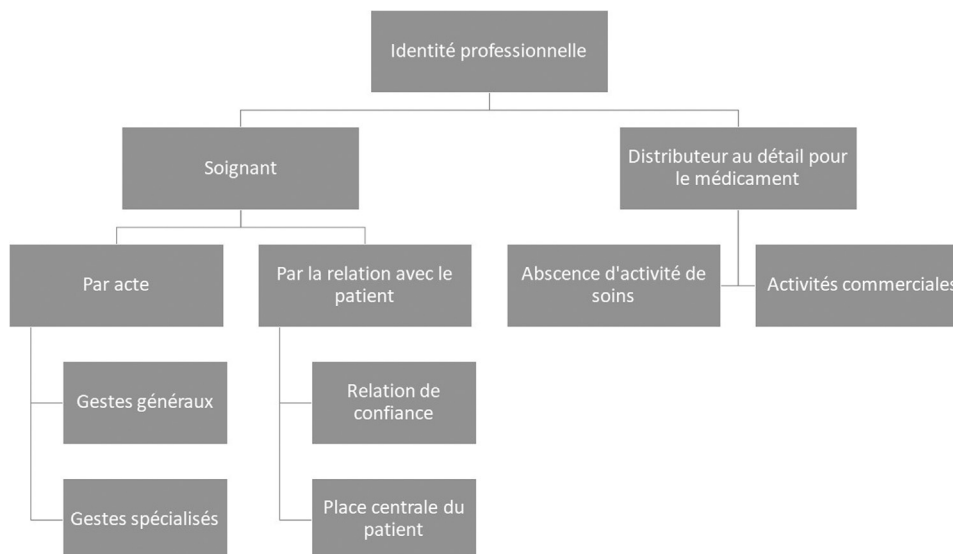 Identité professionnelle
Soignant
Distributeur au détail pour
le médicament
Par acte
Par la relation avec le
patient
Abscence d'activité de
soins
Activités commerciales
Gestes généraux
Relation de
confiance
Gestes spécialisés
Place centrale du
patient